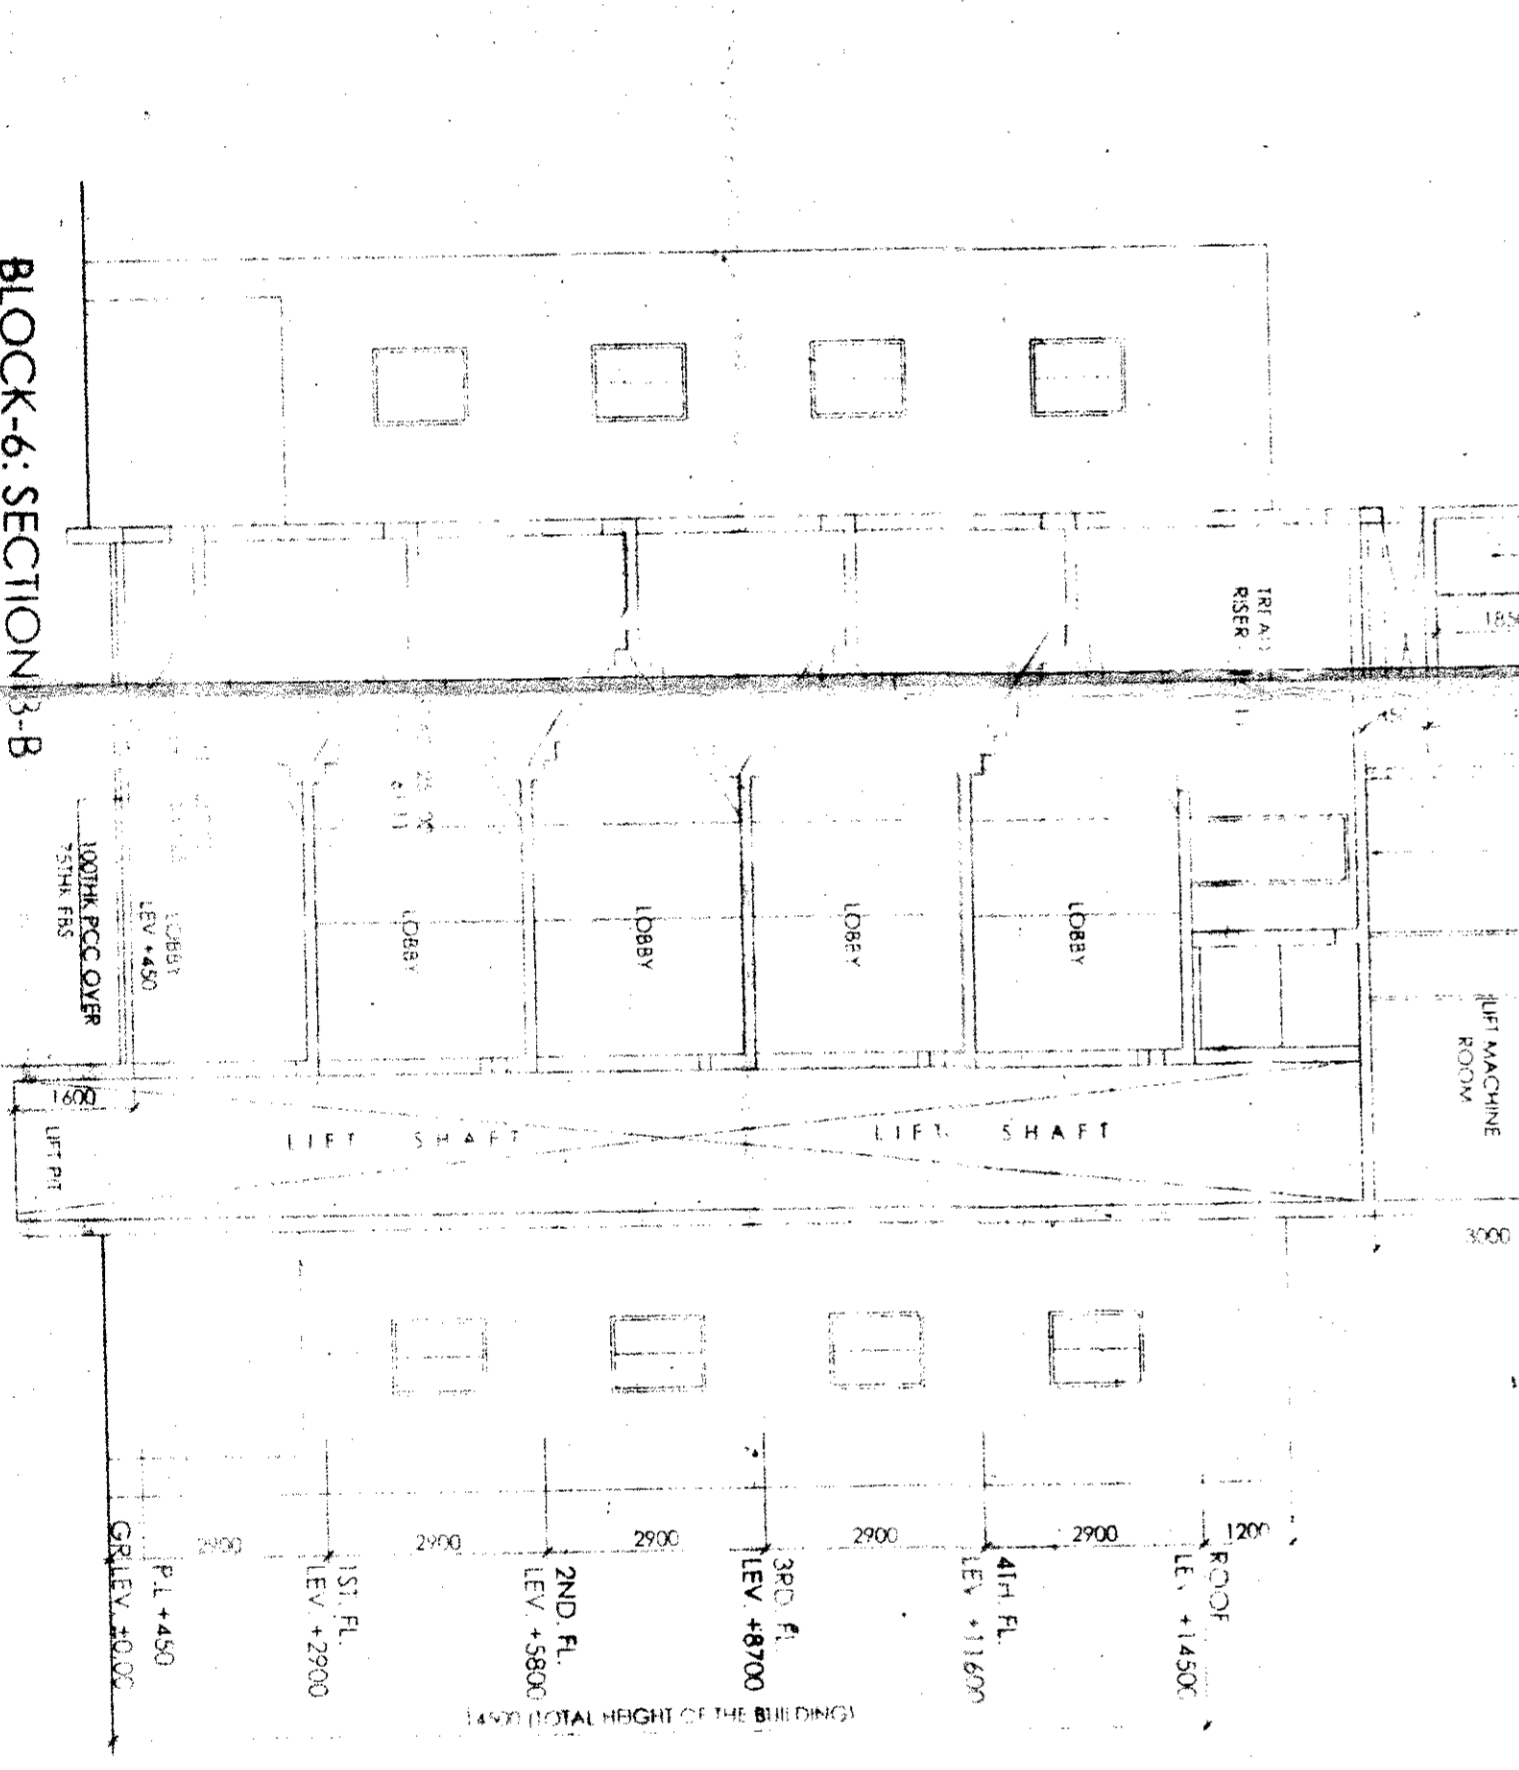 BLOCK-6: SECTION B-B
LIFT MACHINE
ROOM
3000
1200
ROOF
LEV. +14500
2900
4TH. FL.
LEV. +11600
2900
3RD. FL.
LEV. +8700
2900
2ND. FL.
LEV. +5800
2900
1ST. FL.
LEV. +2900
2900
P.L +450
GR.LEV. ±0.00
14500 (TOTAL HEIGHT OF THE BUILDING)
TREAD
RISER
LOBBY
LOBBY
LOBBY
LOBBY
LOBBY
LEV +450
100THK PCC OVER
75THK FBS
LIFT SHAFT
LIFT SHAFT
1600
LIFT PIT